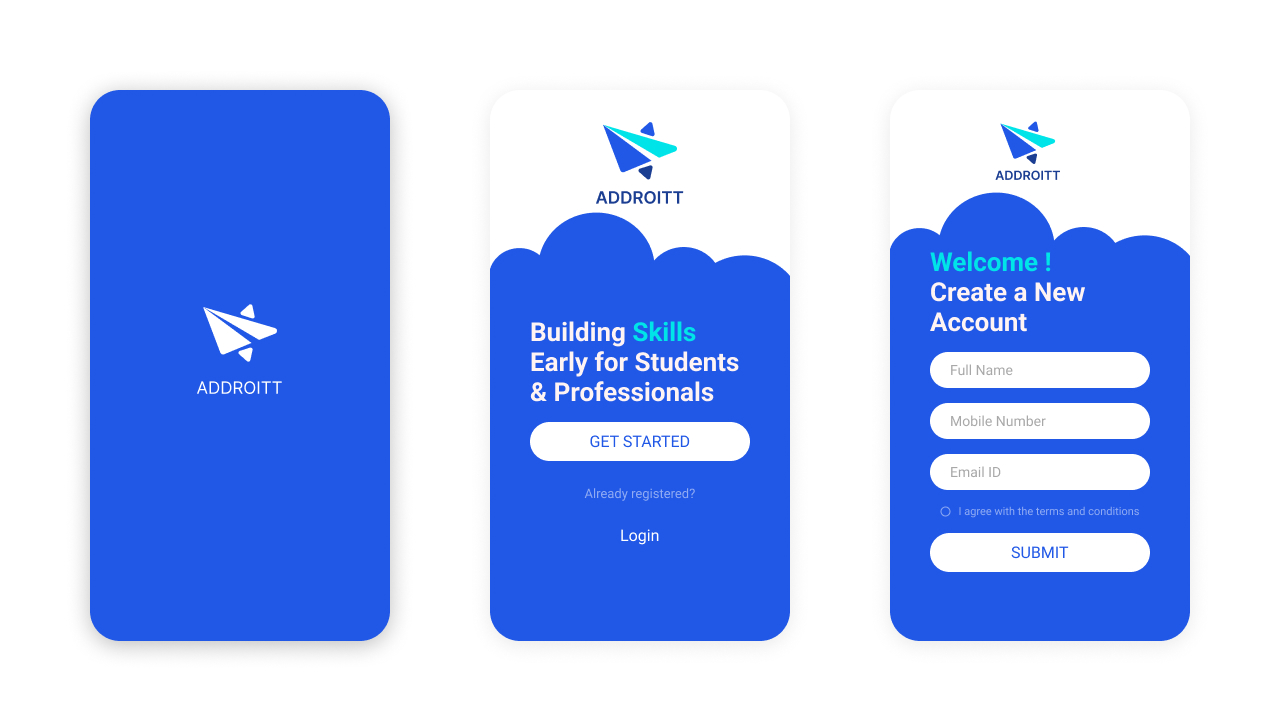 ADDROITT
ADDROITT
Building Skills
Early for Students
& Professionals
GET STARTED
Already registered?
Login
ADDROITT
Welcome !
Create a New
Account
Full Name
Mobile Number
Email ID
I agree with the terms and conditions
SUBMIT